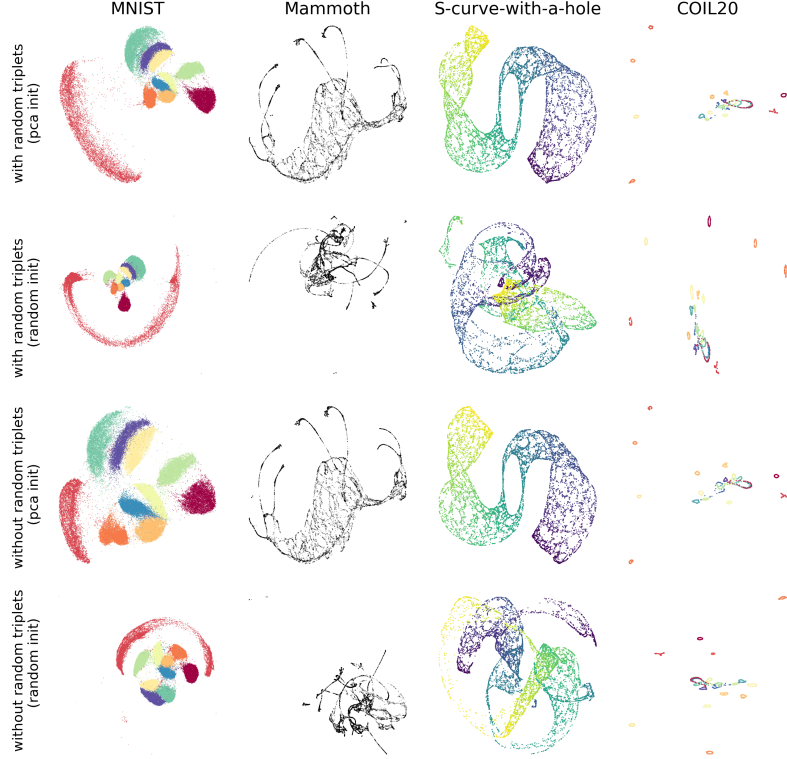 MNIST
Mammoth
S-curve-with-a-hole
COIL20
with random triplets
(pca init)
with random triplets
(random init)
without random triplets
(pca init)
without random triplets
(random init)